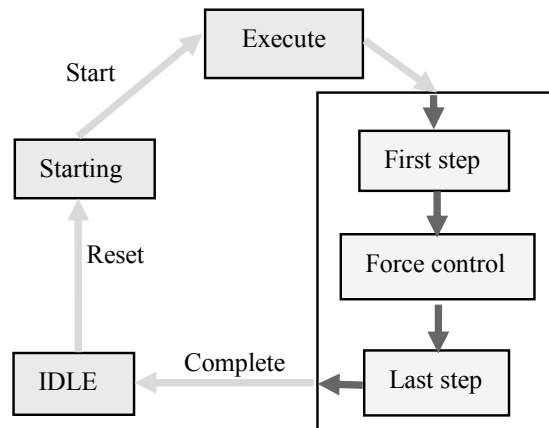 Execute
Start
Starting
First step
Reset
Force control
Complete
IDLE
Last step